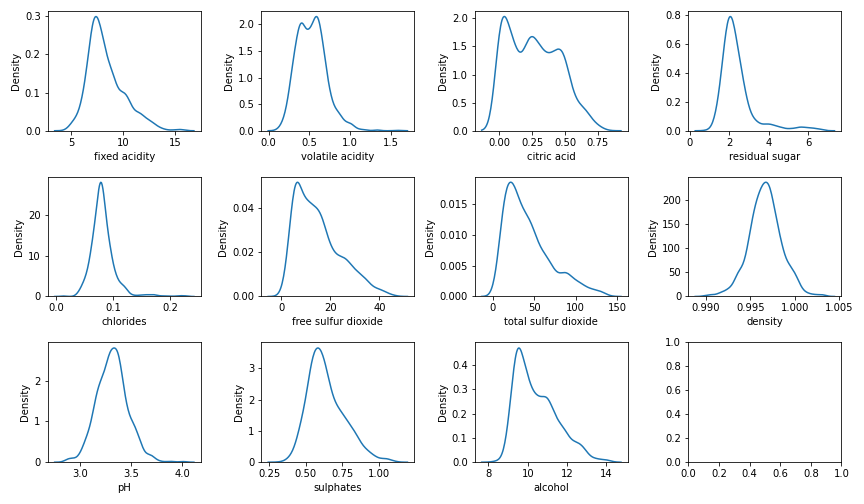 0.3
0.2
0.1
0.0
Density
5 10 15
fixed acidity
2.0
1.5
1.0
0.5
0.0
Density
0.0 0.5 1.0 1.5
volatile acidity
2.0
1.5
1.0
0.5
0.0
Density
0.00 0.25 0.50 0.75
citric acid
0.8
0.6
0.4
0.2
0.0
Density
0 2 4 6
residual sugar
20
10
0
Density
0.0 0.1 0.2
chlorides
0.04
0.02
0.00
Density
0 20 40
free sulfur dioxide
0.015
0.010
0.005
0.000
Density
0 50 100 150
total sulfur dioxide
200
150
100
50
0
Density
0.990 0.995 1.000 1.005
density
2
1
0
Density
3.0 3.5 4.0
pH
3
2
1
0
Density
0.25 0.50 0.75 1.00
sulphates
0.4
0.3
0.2
0.1
0.0
Density
8 10 12 14
alcohol
1.0
0.8
0.6
0.4
0.2
0.0
0.0 0.2 0.4 0.6 0.8 1.0